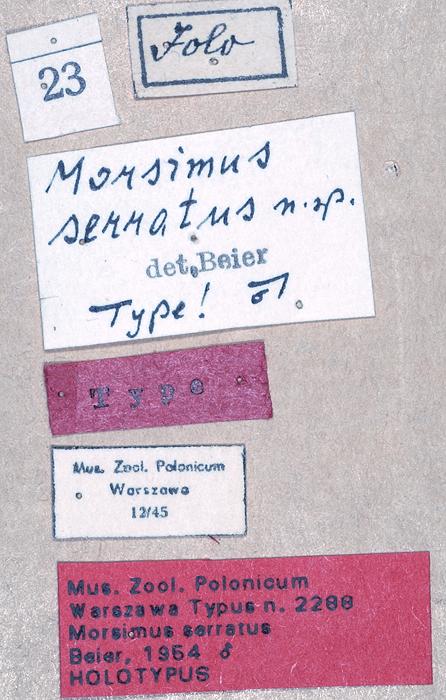 23
Jolo
Morsimus
serratus n. sp.
det. Beier
Type! ♂
Type
Mus. Zool. Polonicum
Warszawa
12/45
Mus. Zool. Polonicum
Warszawa Typus n. 2288
Morsimus serratus
Beier, 1954 ♂
HOLOTYPUS